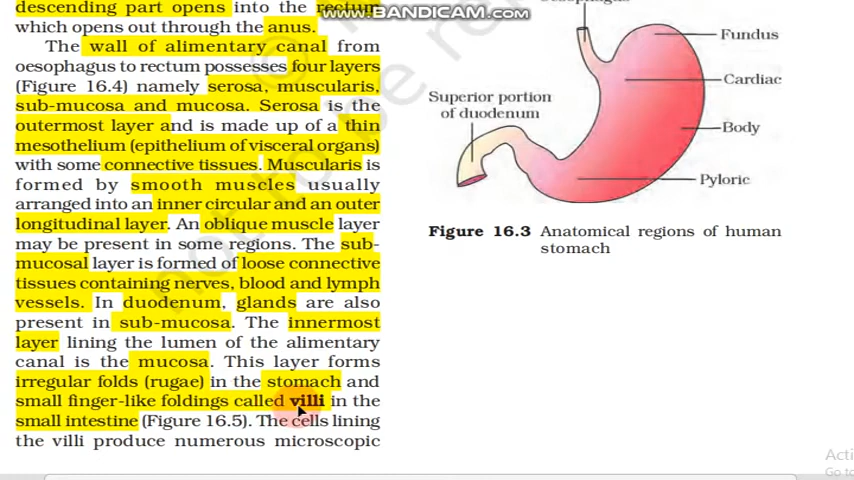 descending part opens into the rectum
which opens out through the anus.
The wall of alimentary canal from
oesophagus to rectum possesses four layers
(Figure 16.4) namely serosa, muscularis,
sub-mucosa and mucosa. Serosa is the
outermost layer and is made up of a thin
mesothelium (epithelium of visceral organs)
with some connective tissues. Muscularis is
formed by smooth muscles usually
arranged into an inner circular and an outer
longitudinal layer. An oblique muscle layer
may be present in some regions. The sub-
mucosal layer is formed of loose connective
tissues containing nerves, blood and lymph
vessels. In duodenum, glands are also
present in sub-mucosa. The innermost
layer lining the lumen of the alimentary
canal is the mucosa. This layer forms
irregular folds (rugae) in the stomach and
small finger-like foldings called villi in the
small intestine (Figure 16.5). The cells lining
the villi produce numerous microscopic
www.BANDICAM.com
Fundus
Cardiac
Superior portion
of duodenum
Body
Pyloric
Figure 16.3 Anatomical regions of human
stomach
not to be re
Acti
Go to